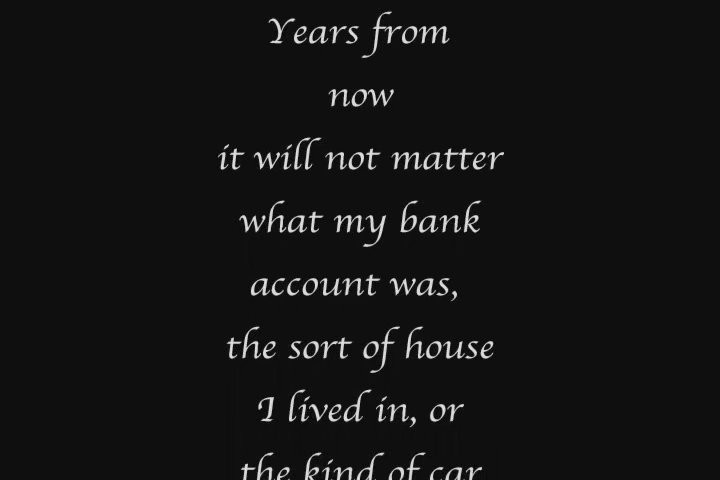 Years from
now
it will not matter
what my bank
account was,
the sort of house
I lived in, or
the kind of car